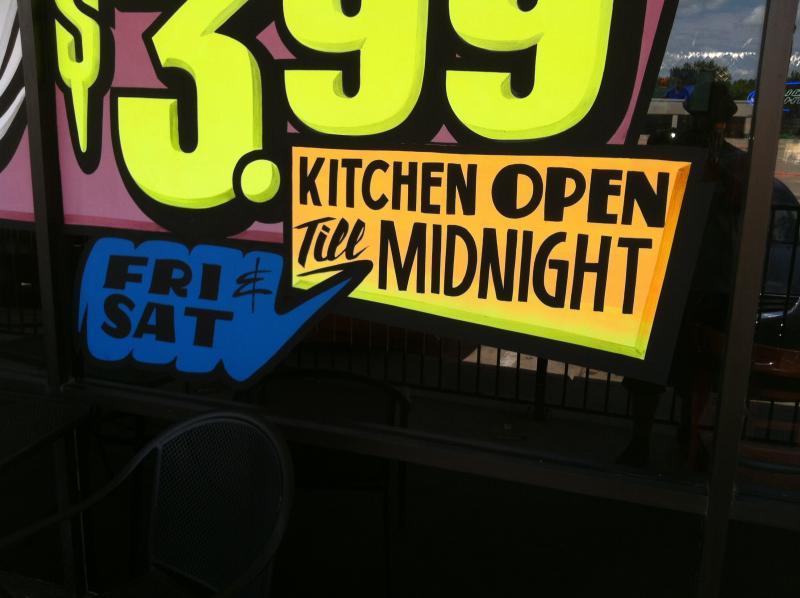 $3.99
KITCHEN OPEN
Till MIDNIGHT
FRI &
SAT